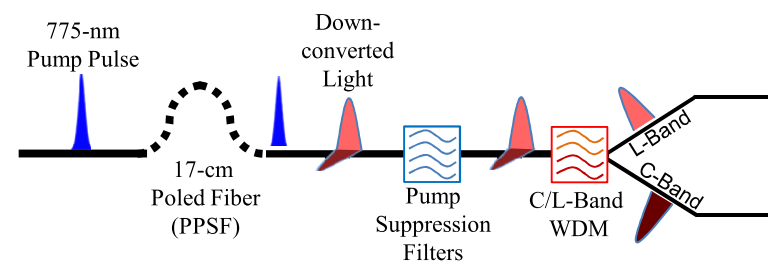 775-nm
Pump Pulse
17-cm
Poled Fiber
(PPSF)
Down-
converted
Light
Pump
Suppression
Filters
C/L-Band
WDM
L-Band
C-Band